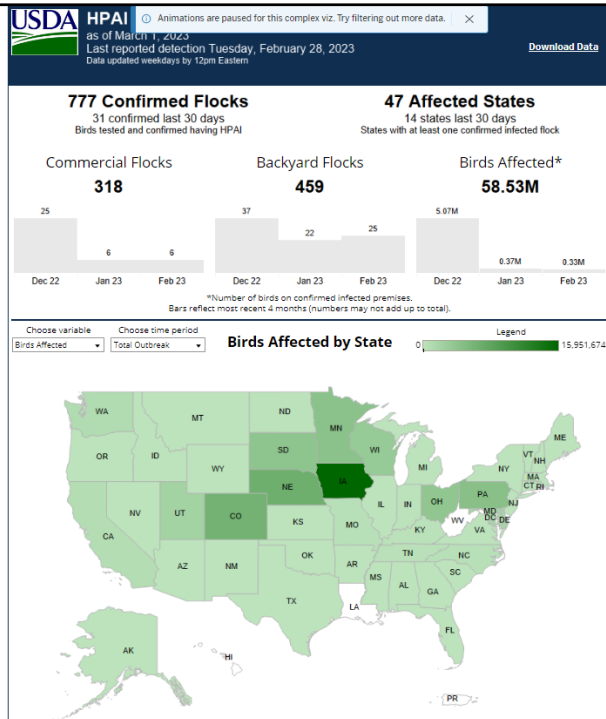 USDA
HPAI
Animations are paused for this complex viz. Try filtering out more data.
as of March 1, 2023
Last reported detection Tuesday, February 28, 2023
Data updated weekdays by 12pm Eastern
Download Data
777 Confirmed Flocks
31 confirmed last 30 days
Birds tested and confirmed having HPAI
47 Affected States
14 states last 30 days
States with at least one confirmed infected flock
Commercial Flocks
318
25
6
6
Dec 22
Jan 23
Feb 23
Backyard Flocks
459
37
22
25
Dec 22
Jan 23
Feb 23
Birds Affected*
58.53M
5.07M
0.37M
0.33M
Dec 22
Jan 23
Feb 23
*Number of birds on confirmed infected premises.
Bars reflect most recent 4 months (numbers may not add up to total).
Choose variable
Birds Affected
Choose time period
Total Outbreak
Birds Affected by State
Legend
0
15,951,674
WA
MT
ND
MN
ME
OR
ID
SD
WI
VT
NH
WY
MI
NY
MA
CT
RI
NE
IA
PA
NJ
NV
UT
CO
IL
IN
OH
MD
DC
DE
CA
KS
MO
WV
KY
VA
AZ
NM
OK
AR
TN
NC
SC
MS
AL
GA
TX
LA
FL
AK
HI
PR